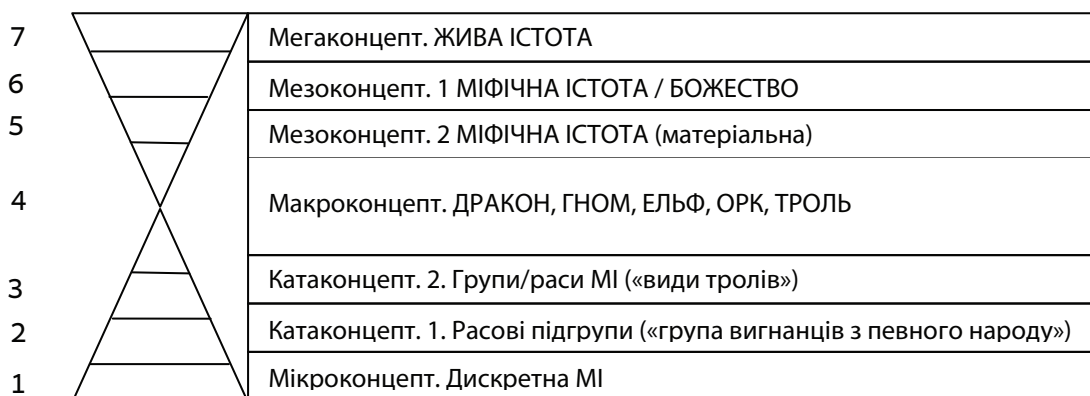 7 Мегаконцепт. ЖИВА ІСТОТА
6 Мезоконцепт. 1 МІФІЧНА ІСТОТА / БОЖЕСТВО
5 Мезоконцепт. 2 МІФІЧНА ІСТОТА (матеріальна)
4 Макроконцепт. ДРАКОН, ГНОМ, ЕЛЬФ, ОРК, ТРОЛЬ
3 Катаконцепт. 2. Групи/раси МІ («види тролів»)
2 Катаконцепт. 1. Расові підгрупи («група вигнанців з певного народу»)
1 Мікроконцепт. Дискретна МІ